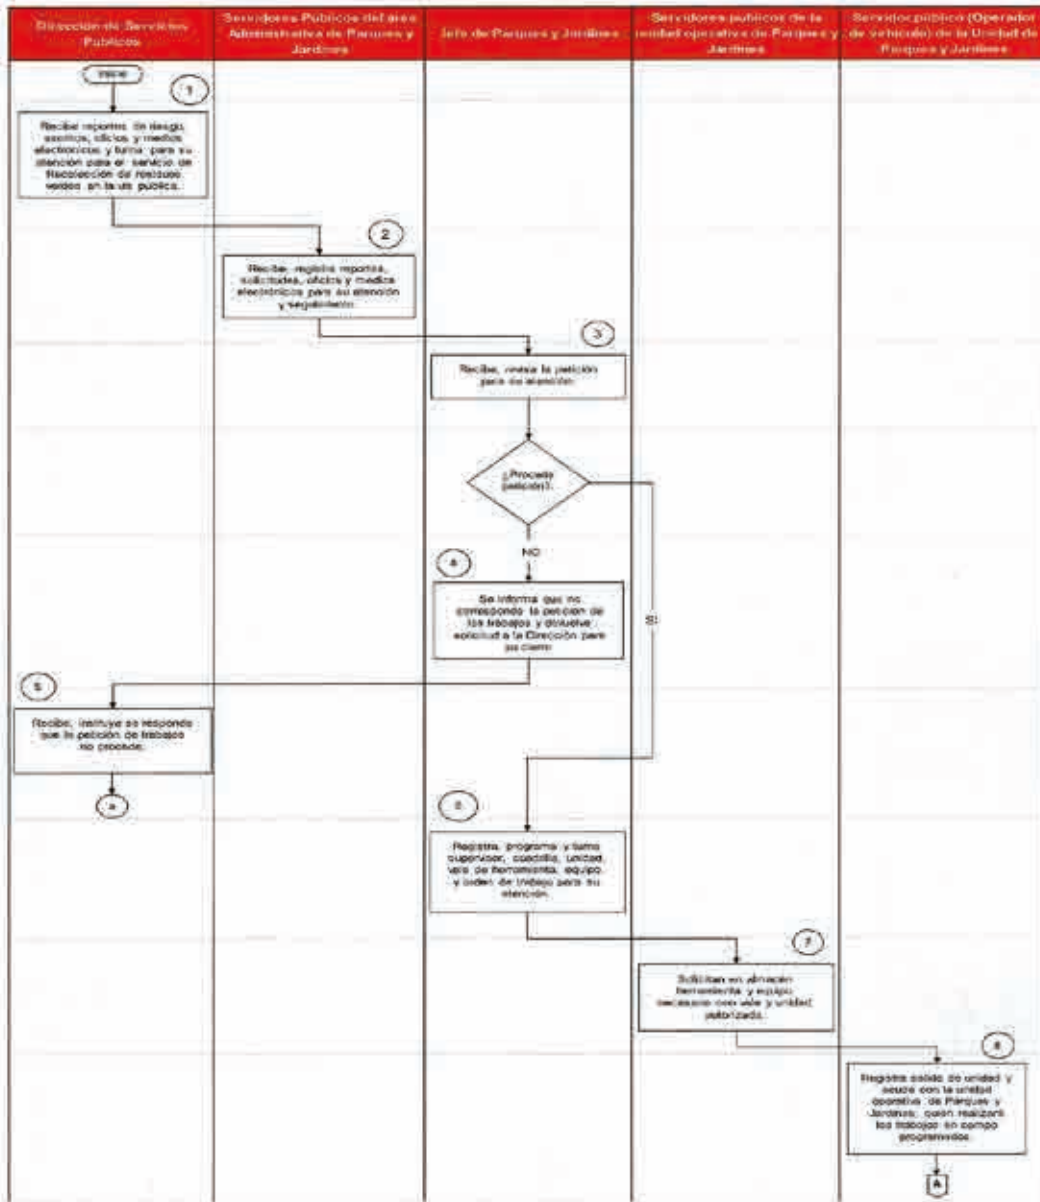 Dirección de Servicios
Públicos
Servidores Públicos del área
Administrativa de Parques y
Jardines
Jefe de Parques y Jardines
Servidores públicos de la
unidad operativa de Parques y
Jardines
Servidor público (Operador
de vehículo) de la Unidad de
Parques y Jardines
Inicio
1
Recibe reportes de riesgo,
escritos, oficios y medios
electrónicos y turna para su
atención para el servicio de
Recolección de residuos
verdes en la vía pública.
2
Recibe, registra reportes,
solicitudes, oficios y medios
electrónicos para su atención
y seguimiento.
3
Recibe, revisa la petición
para su atención.
¿Procede
petición?
NO
SI
4
Se informa que no
corresponde la petición de
los trabajos y devuelve
solicitud a la Dirección para
su cierre
5
Recibe, instruye se responda
que la petición de trabajos
no procede.
a
Registra, programa y turna
supervisor, cuadrilla, unidad,
vale de herramienta, equipo
y orden de trabajo para su
atención.
7
Solicitan en almacén
herramienta y equipo
necesario con vale y unidad
autorizada.
8
Registra salida de unidad y
acude con la unidad
operativa de Parques y
Jardines, quien realizará
los trabajos en campo
programados.
A